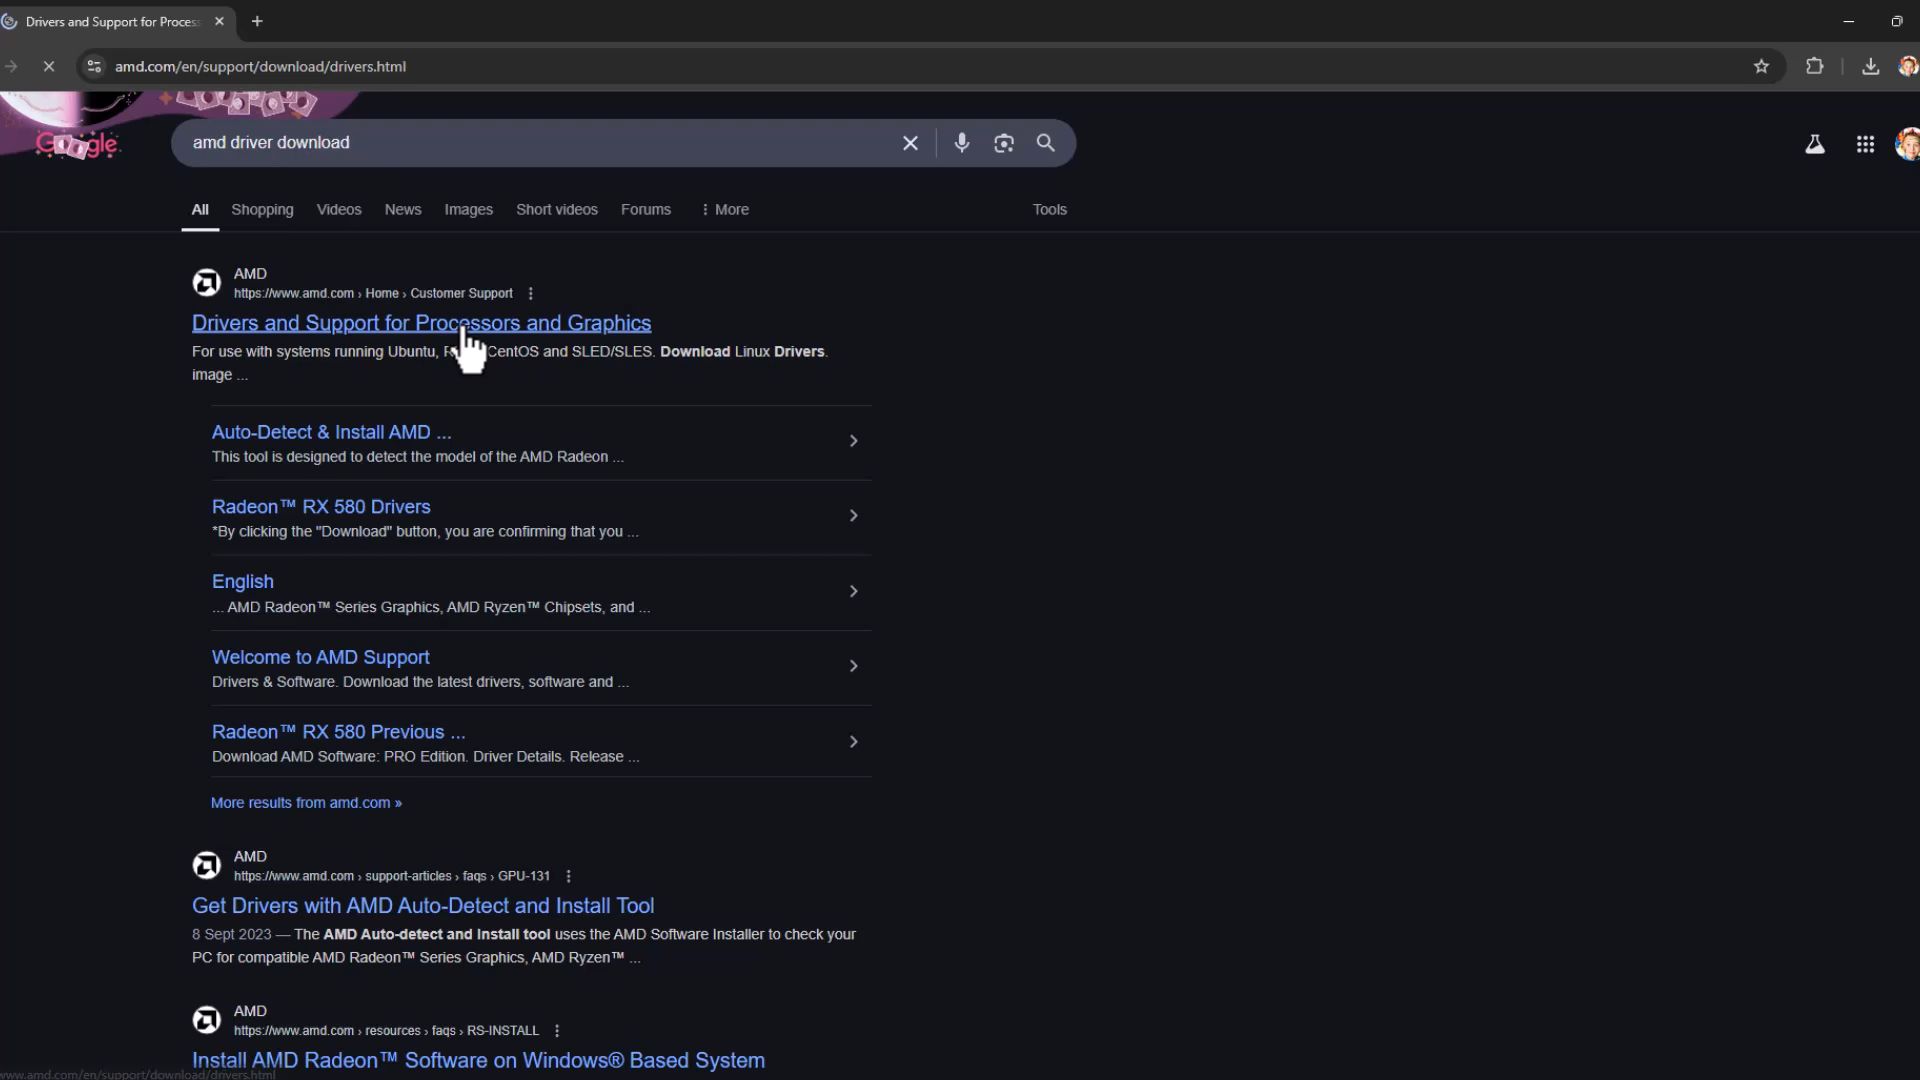 Drivers and Support for Process
amd.com/en/support/download/drivers.html
Google
amd driver download
All
Shopping
Videos
News
Images
Short videos
Forums
More
Tools
AMD
https://www.amd.com › Home › Customer Support
Drivers and Support for Processors and Graphics
For use with systems running Ubuntu, CentOS and SLED/SLES. Download Linux Drivers.
image ...
Auto-Detect & Install AMD ...
This tool is designed to detect the model of the AMD Radeon ...
Radeon™ RX 580 Drivers
*By clicking the "Download" button, you are confirming that you ...
English
... AMD Radeon™ Series Graphics, AMD Ryzen™ Chipsets, and ...
Welcome to AMD Support
Drivers & Software. Download the latest drivers, software and ...
Radeon™ RX 580 Previous ...
Download AMD Software: PRO Edition. Driver Details. Release ...
More results from amd.com »
AMD
https://www.amd.com › support-articles › faqs › GPU-131
Get Drivers with AMD Auto-Detect and Install Tool
8 Sept 2023 — The AMD Auto-detect and Install tool uses the AMD Software Installer to check your
PC for compatible AMD Radeon™ Series Graphics, AMD Ryzen™ ...
AMD
https://www.amd.com › resources › faqs › RS-INSTALL
Install AMD Radeon™ Software on Windows® Based System
www.amd.com/en/support/download/drivers.html